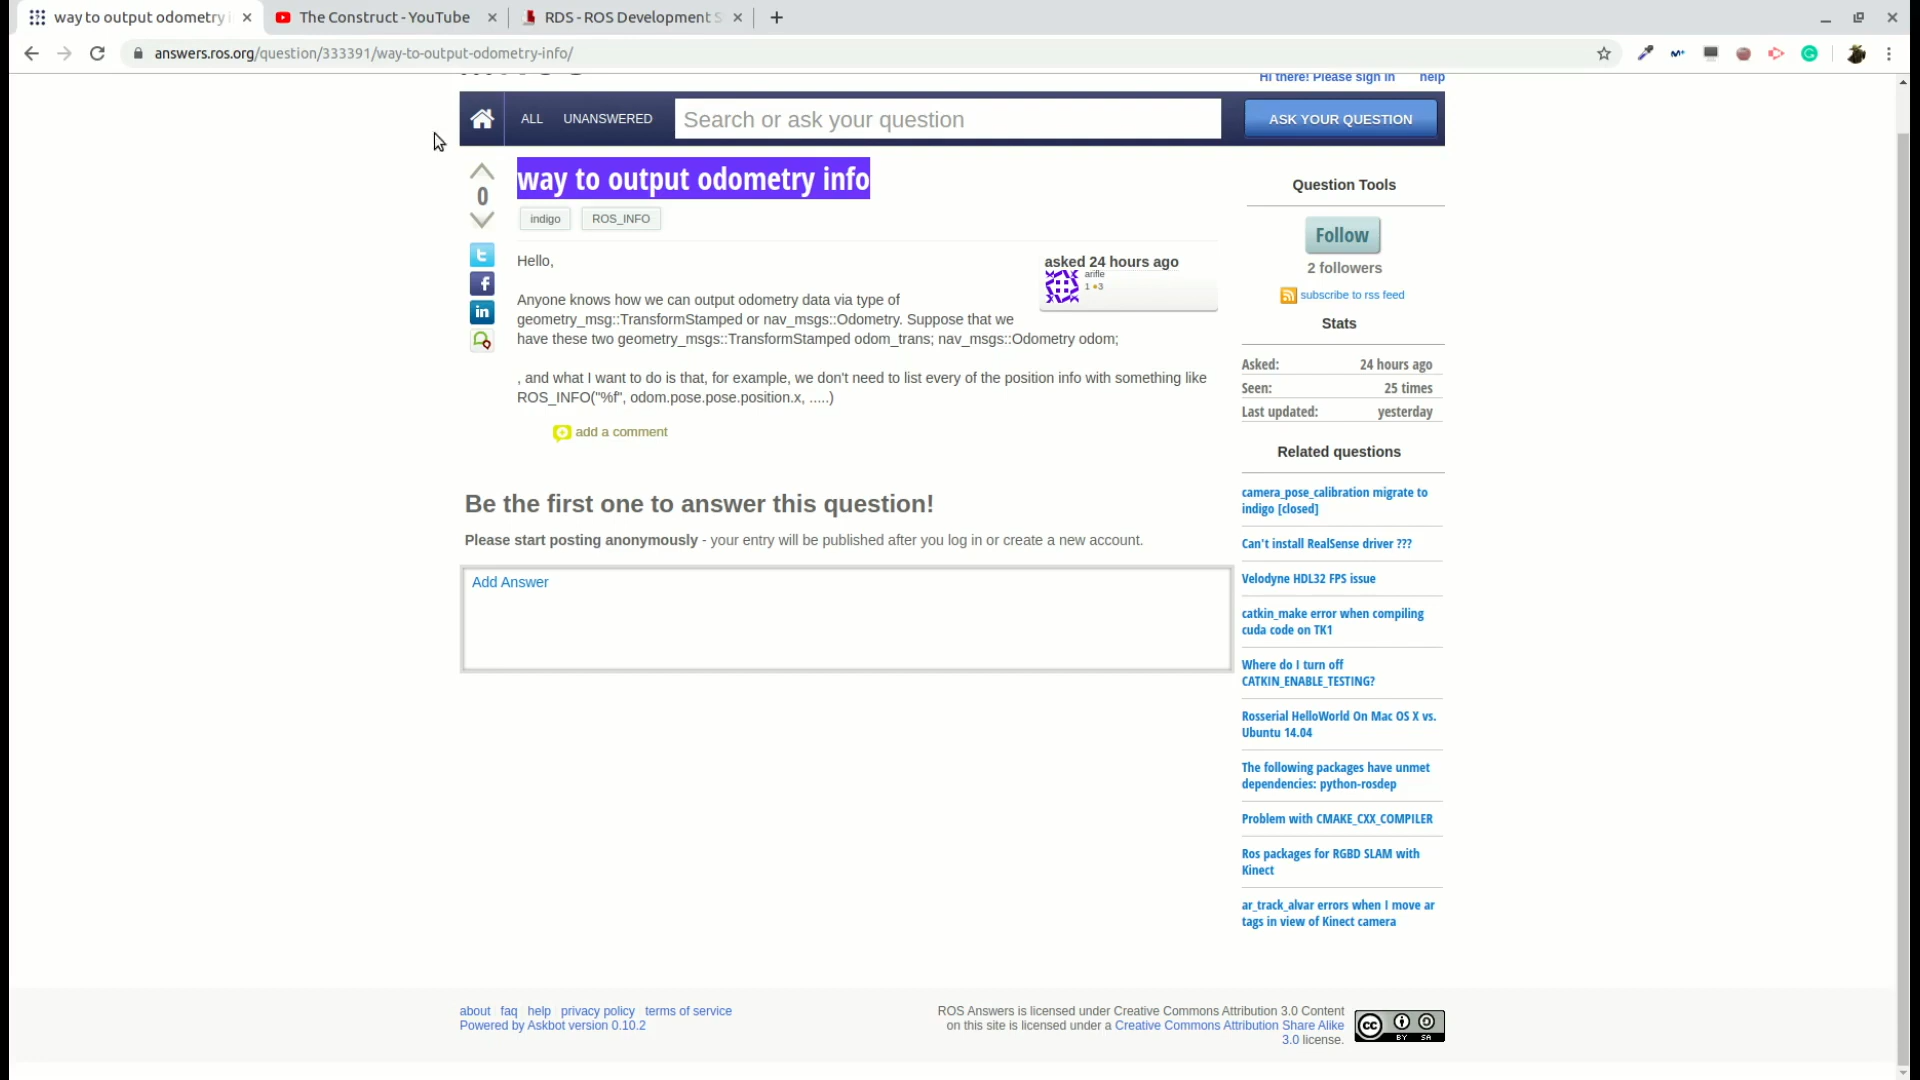 way to output odometry i
The Construct - YouTube
RDS - ROS Development S
answers.ros.org/question/333391/way-to-output-odometry-info/
Hi there! Please sign in help
ALL UNANSWERED Search or ask your question ASK YOUR QUESTION
way to output odometry info
0
indigo ROS_INFO
Hello,
asked 24 hours ago
arifle
1 ●3
Anyone knows how we can output odometry data via type of
geometry_msg::TransformStamped or nav_msgs::Odometry. Suppose that we
have these two geometry_msgs::TransformStamped odom_trans; nav_msgs::Odometry odom;
, and what I want to do is that, for example, we don't need to list every of the position info with something like
ROS_INFO("%f", odom.pose.pose.position.x, .....)
add a comment
Be the first one to answer this question!
Please start posting anonymously - your entry will be published after you log in or create a new account.
Add Answer
Question Tools
Follow
2 followers
subscribe to rss feed
Stats
Asked: 24 hours ago
Seen: 25 times
Last updated: yesterday
Related questions
camera_pose_calibration migrate to
indigo [closed]
Can't install RealSense driver ???
Velodyne HDL32 FPS issue
catkin_make error when compiling
cuda code on TK1
Where do I turn off
CATKIN_ENABLE_TESTING?
Rosserial HelloWorld On Mac OS X vs.
Ubuntu 14.04
The following packages have unmet
dependencies: python-rosdep
Problem with CMAKE_CXX_COMPILER
Ros packages for RGBD SLAM with
Kinect
ar_track_alvar errors when I move ar
tags in view of Kinect camera
about faq help privacy policy terms of service
Powered by Askbot version 0.10.2
ROS Answers is licensed under Creative Commons Attribution 3.0 Content
on this site is licensed under a Creative Commons Attribution Share Alike
3.0 license.
cc BY SA